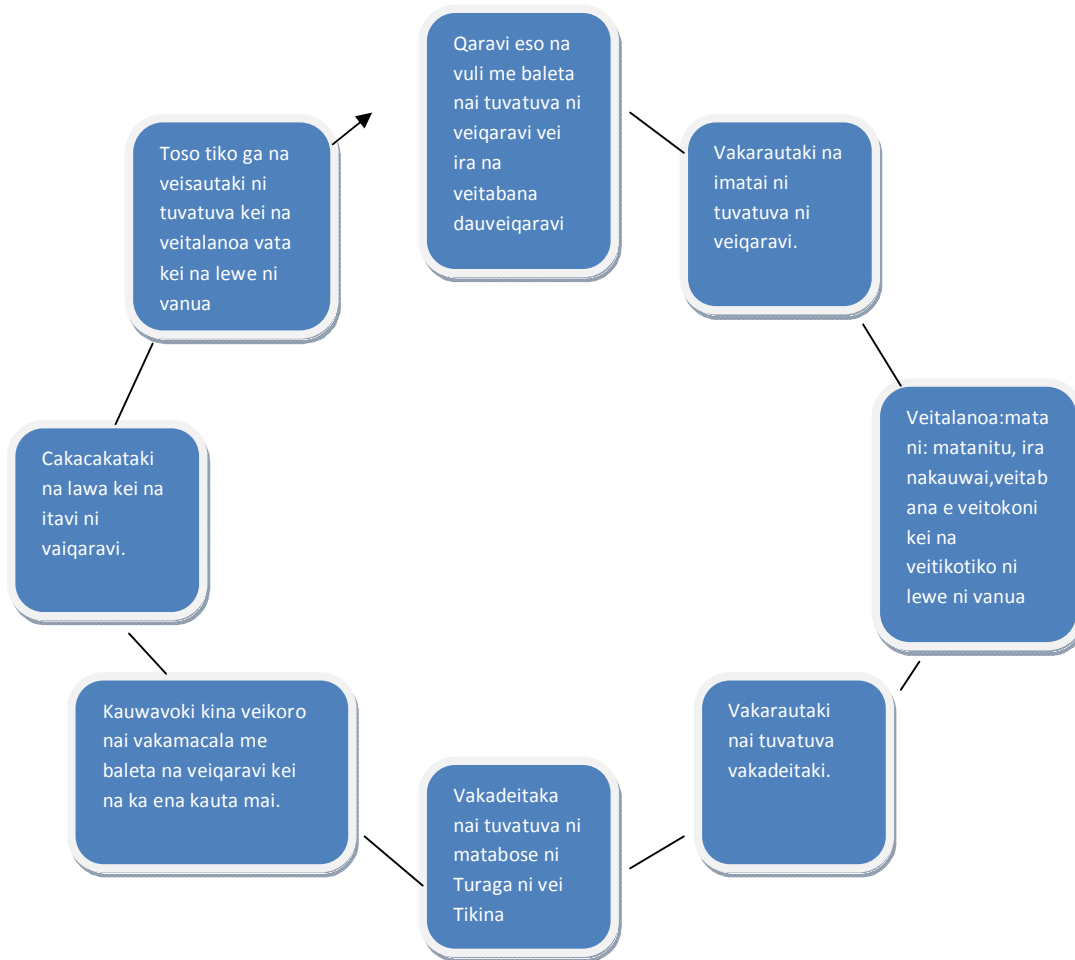 Qaravi eso na
vuli me baleta
nai tuvatuva ni
veiqaravi vei
ira na
veitabana
dauveiqaravi
Vakarautaki na
imatai ni
tuvatuva ni
veiqaravi.
Veitalanoa:mata
ni: matanitu, ira
nakauwai,veitab
ana e veitokoni
kei na
veitikotiko ni
lewe ni vanua
Vakarautaki
nai tuvatuva
vakadeitaki.
Vakadeitaka
nai tuvatuva ni
matabose ni
Turaga ni vei
Tikina
Kauwavoki kina veikoro
nai vakamacala me
baleta na veiqaravi kei
na ka ena kauta mai.
Cakacakataki
na lawa kei na
itavi ni
vaiqaravi.
Toso tiko ga na
veisautaki ni
tuvatuva kei na
veitalanoa vata
kei na lewe ni
vanua